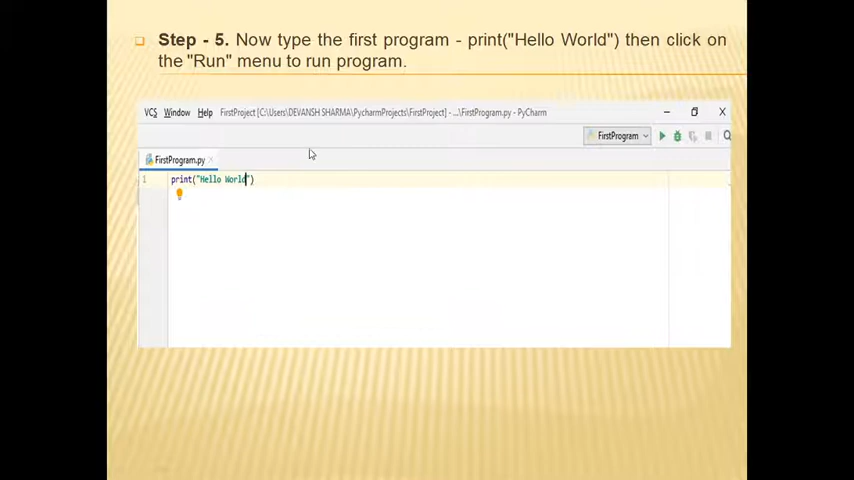 Step - 5. Now type the first program - print("Hello World") then click on
the "Run" menu to run program.
VCS Window Help FirstProject [C:\Users\DEVANSH SHARMA\PycharmProjects\FirstProject] - ...\FirstProgram.py - PyCharm
FirstProgram
FirstProgram.py
1 print("Hello World")